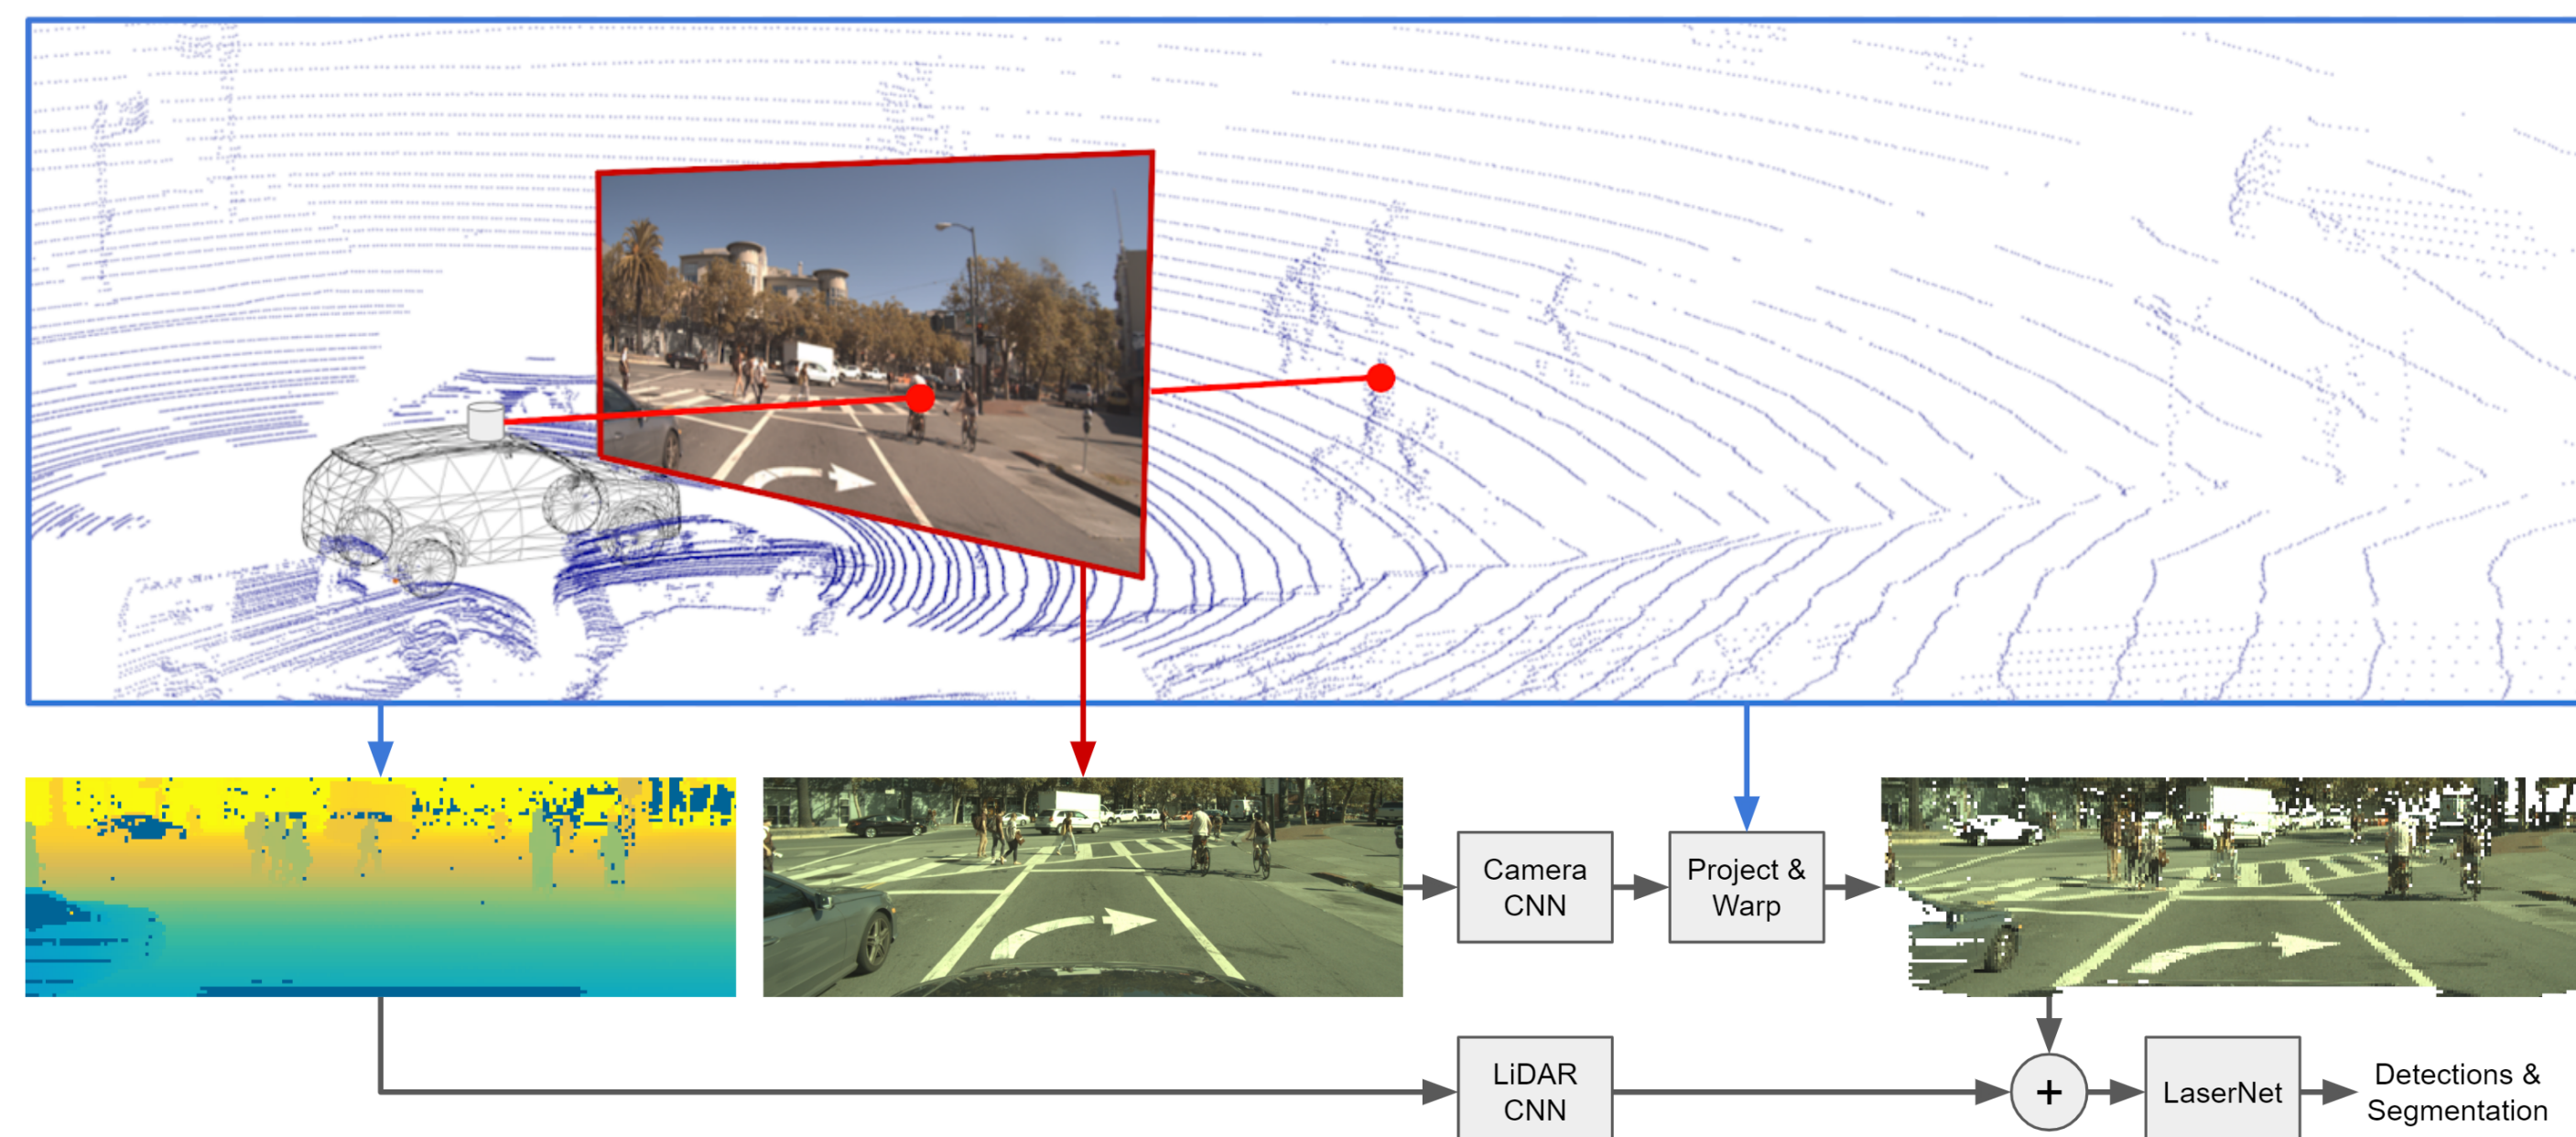 Camera
CNN
Project &
Warp
LiDAR
CNN
+
LaserNet
Detections &
Segmentation